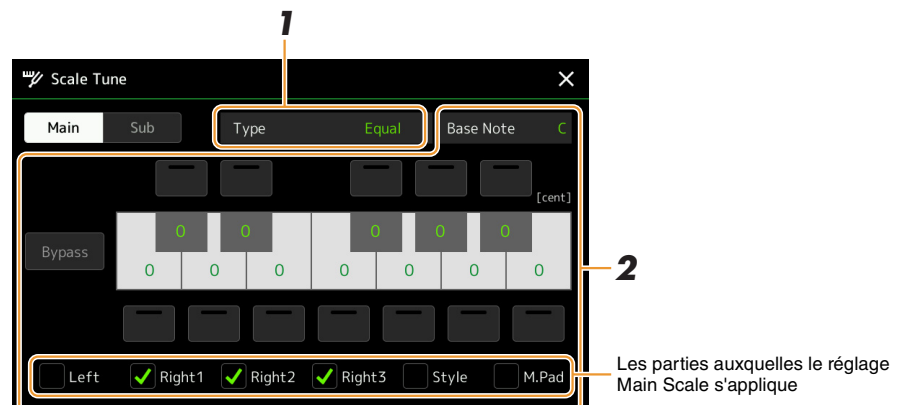 1
Scale Tune
Main Sub Type Equal Base Note C
[cent]
0 0 0 0 0
Bypass
0 0 0 0 0 0 0
2
Left Right1 Right2 Right3 Style M.Pad
Les parties auxquelles le réglage
Main Scale s'applique